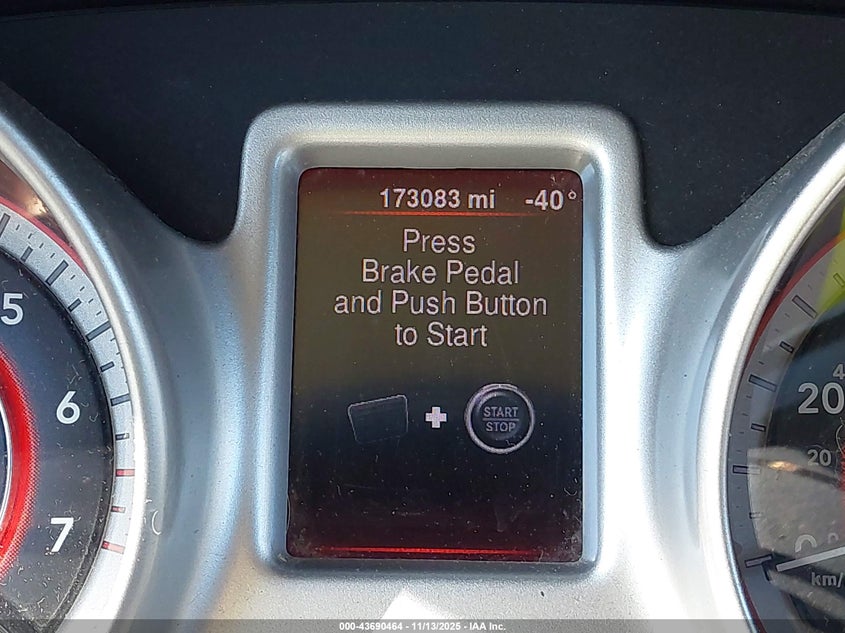 173083 mi -40°
Press
Brake Pedal
and Push Button
to Start
START
STOP
5
6
7
20
20
km/
000-43690464 - 11/13/2025 - IAA Inc.